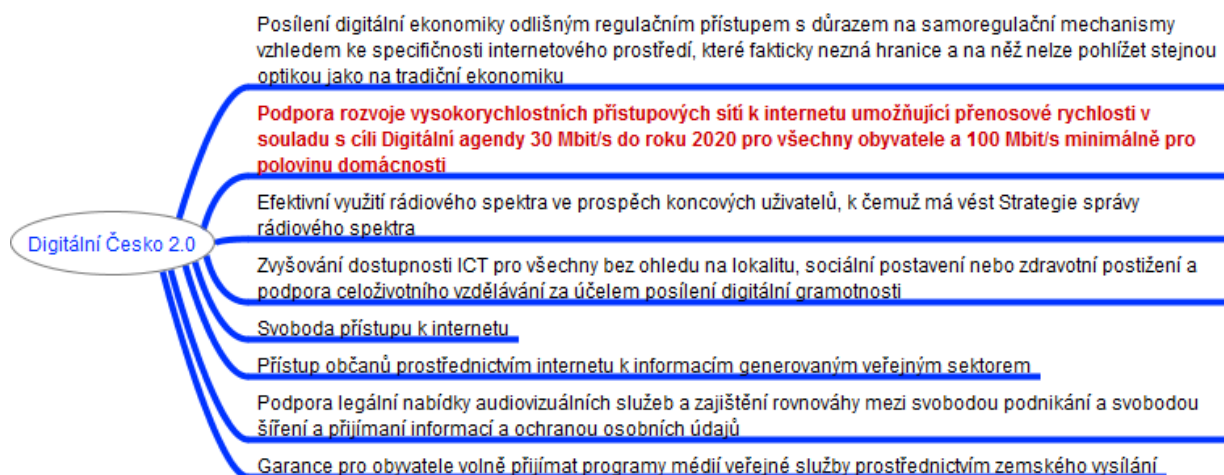 Posílení digitální ekonomiky odlišným regulačním přístupem s důrazem na samoregulační mechanismy
vzhledem ke specifičnosti internetového prostředí, které fakticky nezná hranice a na něž nelze pohlížet stejnou
optikou jako na tradiční ekonomiku
Podpora rozvoje vysokorychlostních přístupových sítí k internetu umožňující přenosové rychlosti v
souladu s cíli Digitální agendy 30 Mbit/s do roku 2020 pro všechny obyvatele a 100 Mbit/s minimálně pro
polovinu domácnosti
Efektivní využití rádiového spektra ve prospěch koncových uživatelů, k čemuž má vést Strategie správy
rádiového spektra
Digitální Česko 2.0
Zvyšování dostupnosti ICT pro všechny bez ohledu na lokalitu, sociální postavení nebo zdravotní postižení a
podpora celoživotního vzdělávání za účelem posílení digitální gramotnosti
Svoboda přístupu k internetu
Přístup občanů prostřednictvím internetu k informacím generovaným veřejným sektorem
Podpora legální nabídky audiovizuálních služeb a zajištění rovnováhy mezi svobodou podnikání a svobodou
šíření a přijímaní informací a ochranou osobních údajů
Garance pro obyvatele volně přijímat programy médií veřejné služby prostřednictvím zemského vysílání